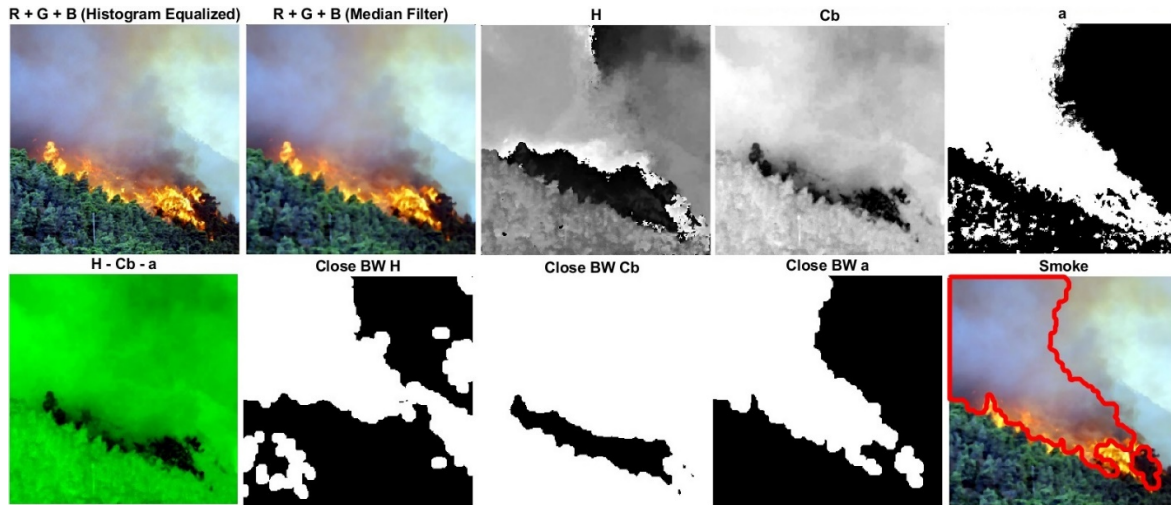 R + G + B (Histogram Equalized)
R + G + B (Median Filter)
H
Cb
a
H - Cb - a
Close BW H
Close BW Cb
Close BW a
Smoke